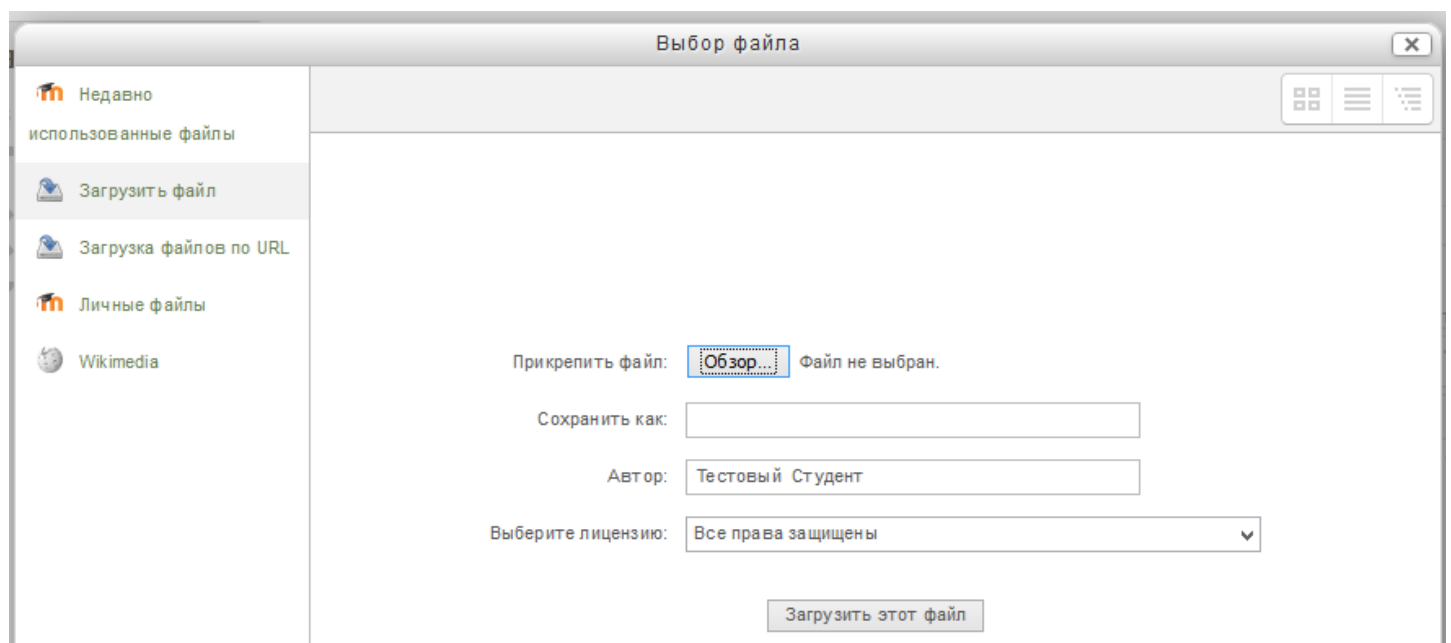 Выбор файла
Недавно
использованные файлы
Загрузить файл
Загрузка файлов по URL
Личные файлы
Wikimedia
Прикрепить файл: Обзор... Файл не выбран.
Сохранить как:
Автор: Тестовый Студент
Выберите лицензию: Все права защищены
Загрузить этот файл